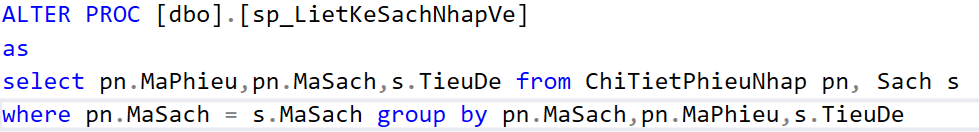 ALTER PROC [dbo].[sp_LietKeSachNhapVe]
as
select pn.MaPhieu,pn.MaSach,s.TieuDe from ChiTietPhieuNhap pn, Sach s
where pn.MaSach = s.MaSach group by pn.MaSach,pn.MaPhieu,s.TieuDe